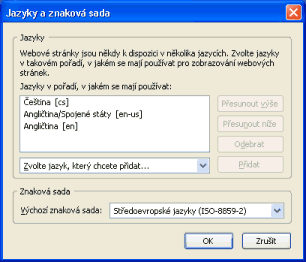 Jazyky a znaková sada
Jazyky
Webové stránky jsou někdy k dispozici v několika jazycích. Zvolte jazyky
v takovém pořadí, v jakém se mají používat pro zobrazování webových
stránek.
Jazyky v pořadí, v jakém se mají používat:
Čeština [cs]
Angličtina/Spojené státy [en-us]
Angličtina [en]
Přesunout výše
Přesunout níže
Odebrat
Zvolte jazyk, který chcete přidat...
Přidat
Znaková sada
Výchozí znaková sada:
Středoevropské jazyky (ISO-8859-2)
OK
Zrušit